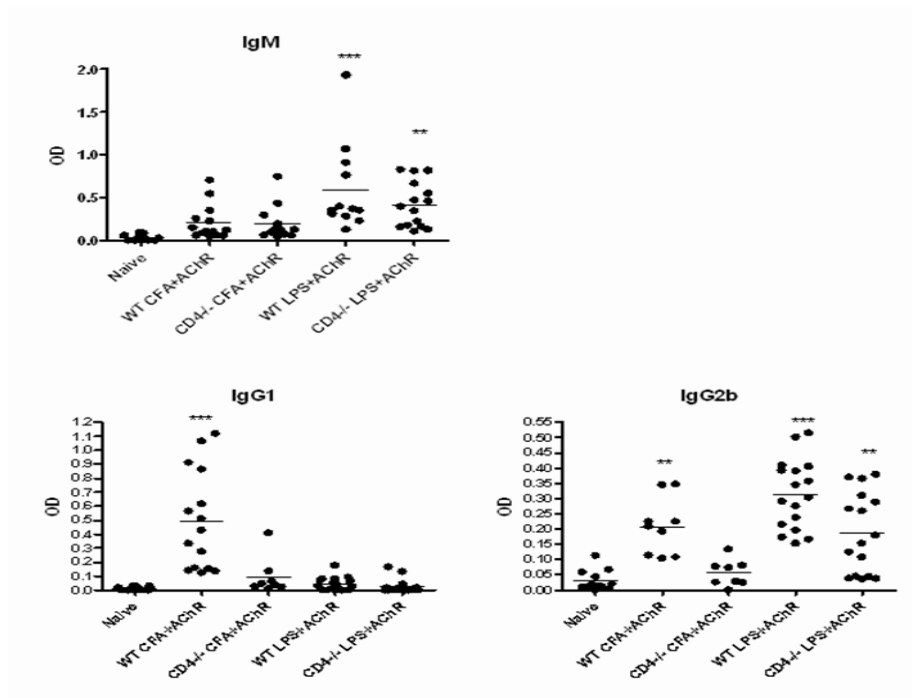 IgM
***
**
2.0
1.5
1.0
0.5
0.0
OD
Naive
WT CFA+AChR
CD4-/- CFA+AChR
WT LPS+AChR
CD4-/- LPS+AChR
IgG1
***
1.2
1.1
1.0
0.9
0.8
0.7
0.6
0.5
0.4
0.3
0.2
0.1
0.0
OD
Naive
WT CFA+AChR
CD4-/- CFA+AChR
WT LPS+AChR
CD4-/- LPS+AChR
IgG2b
**
***
**
0.55
0.50
0.45
0.40
0.35
0.30
0.25
0.20
0.15
0.10
0.05
0.00
OD
Naive
WT CFA+AChR
CD4-/- CFA+AChR
WT LPS+AChR
CD4-/- LPS+AChR